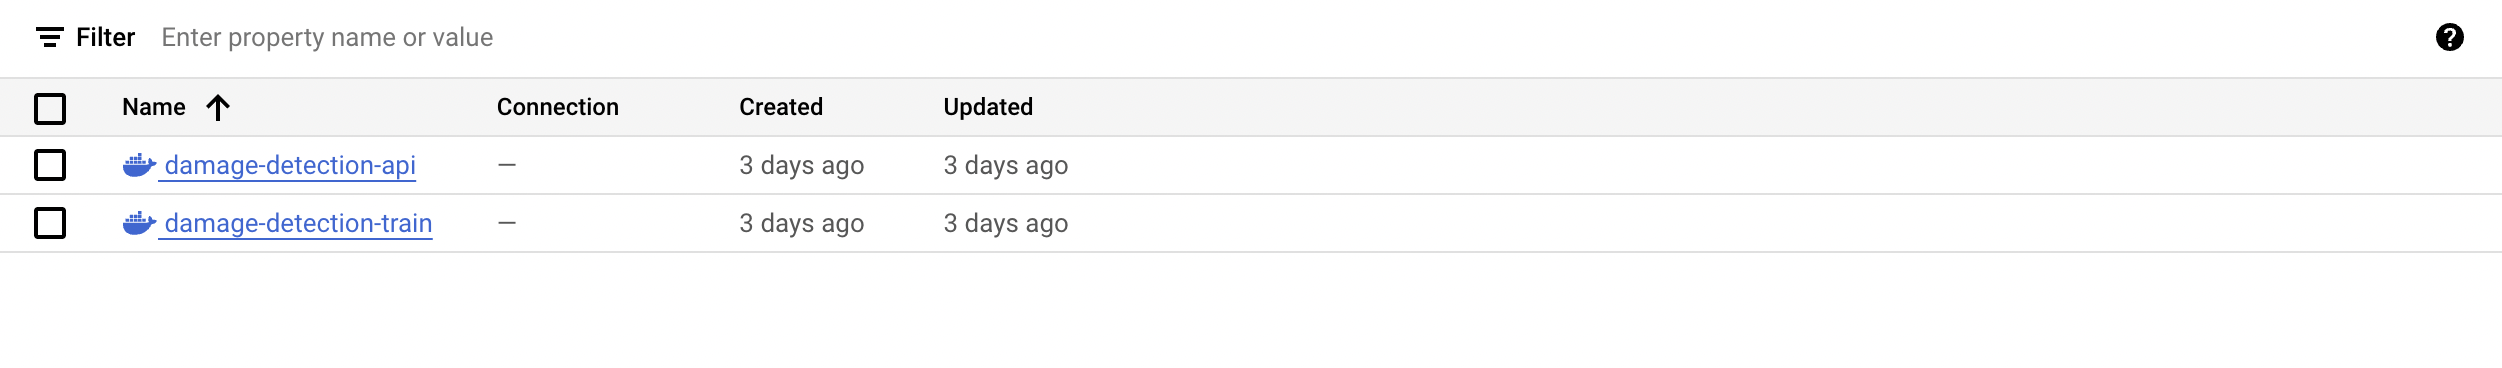 Filter Enter property name or value
Name Connection Created Updated
damage-detection-api — 3 days ago 3 days ago
damage-detection-train — 3 days ago 3 days ago